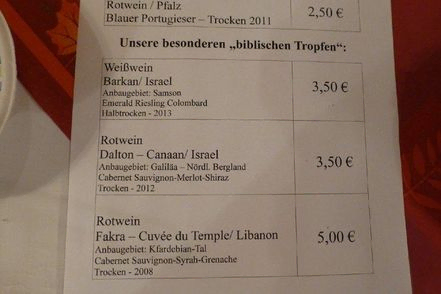 Rotwein / Pfalz
Blauer Portugieser – Trocken 2011
2,50 €
Unsere besonderen „biblischen Tropfen“:
Weißwein
Barkan/ Israel
Anbaugebiet: Samson
Emerald Riesling Colombard
Halbtrocken - 2013
3,50 €
Rotwein
Dalton – Canaan/ Israel
Anbaugebiet: Galiläa – Nördl. Bergland
Cabernet Sauvignon-Merlot-Shiraz
Trocken - 2012
3,50 €
Rotwein
Fakra – Cuvée du Temple/ Libanon
Anbaugebiet: Kfardebian-Tal
Cabernet Sauvignon-Syrah-Grenache
Trocken - 2008
5,00 €